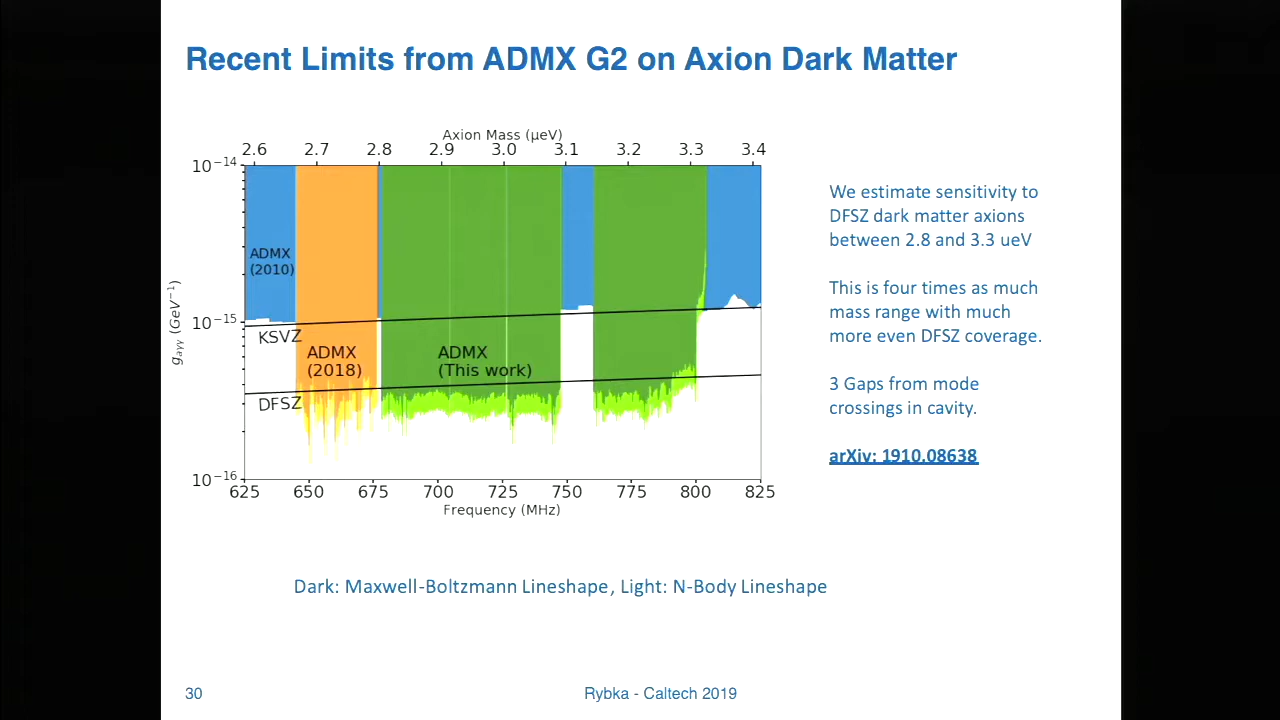 Recent Limits from ADMX G2 on Axion Dark Matter
Axion Mass (μeV)
2.6 2.7 2.8 2.9 3.0 3.1 3.2 3.3 3.4
10⁻¹⁴
10⁻¹⁵
10⁻¹⁶
gₐγγ (GeV⁻¹)
ADMX
(2010)
KSVZ
ADMX
(2018)
ADMX
(This work)
DFSZ
625 650 675 700 725 750 775 800 825
Frequency (MHz)
We estimate sensitivity to
DFSZ dark matter axions
between 2.8 and 3.3 ueV
This is four times as much
mass range with much
more even DFSZ coverage.
3 Gaps from mode
crossings in cavity.
arXiv: 1910.08638
Dark: Maxwell-Boltzmann Lineshape, Light: N-Body Lineshape
30
Rybka - Caltech 2019